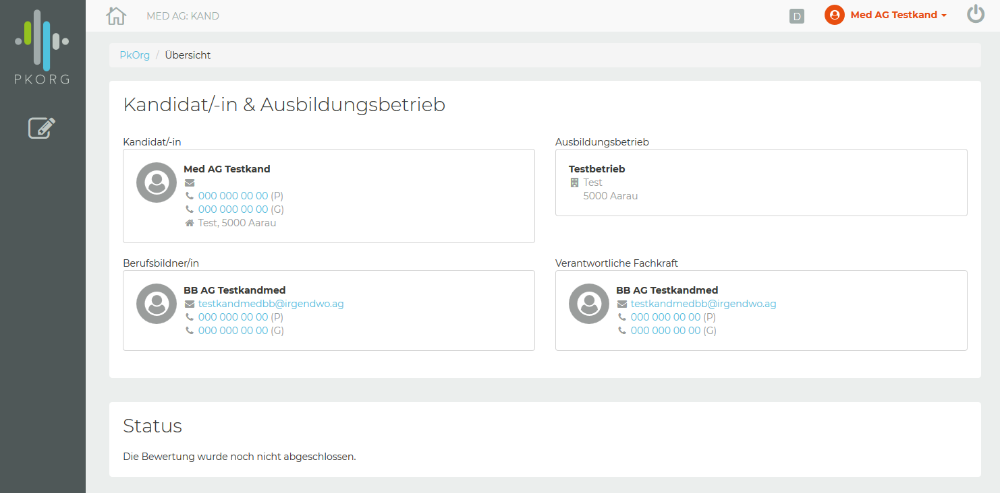 PKORG
MED AG: KAND
D
Med AG Testkand
PkOrg / Übersicht
Kandidat/-in & Ausbildungsbetrieb
Kandidat/-in
Med AG Testkand
000 000 00 00 (P)
000 000 00 00 (G)
Test, 5000 Aarau
Ausbildungsbetrieb
Testbetrieb
Test
5000 Aarau
Berufsbildner/in
BB AG Testkandmed
testkandmedbb@irgendwo.ag
000 000 00 00 (P)
000 000 00 00 (G)
Verantwortliche Fachkraft
BB AG Testkandmed
testkandmedbb@irgendwo.ag
000 000 00 00 (P)
000 000 00 00 (G)
Status
Die Bewertung wurde noch nicht abgeschlossen.